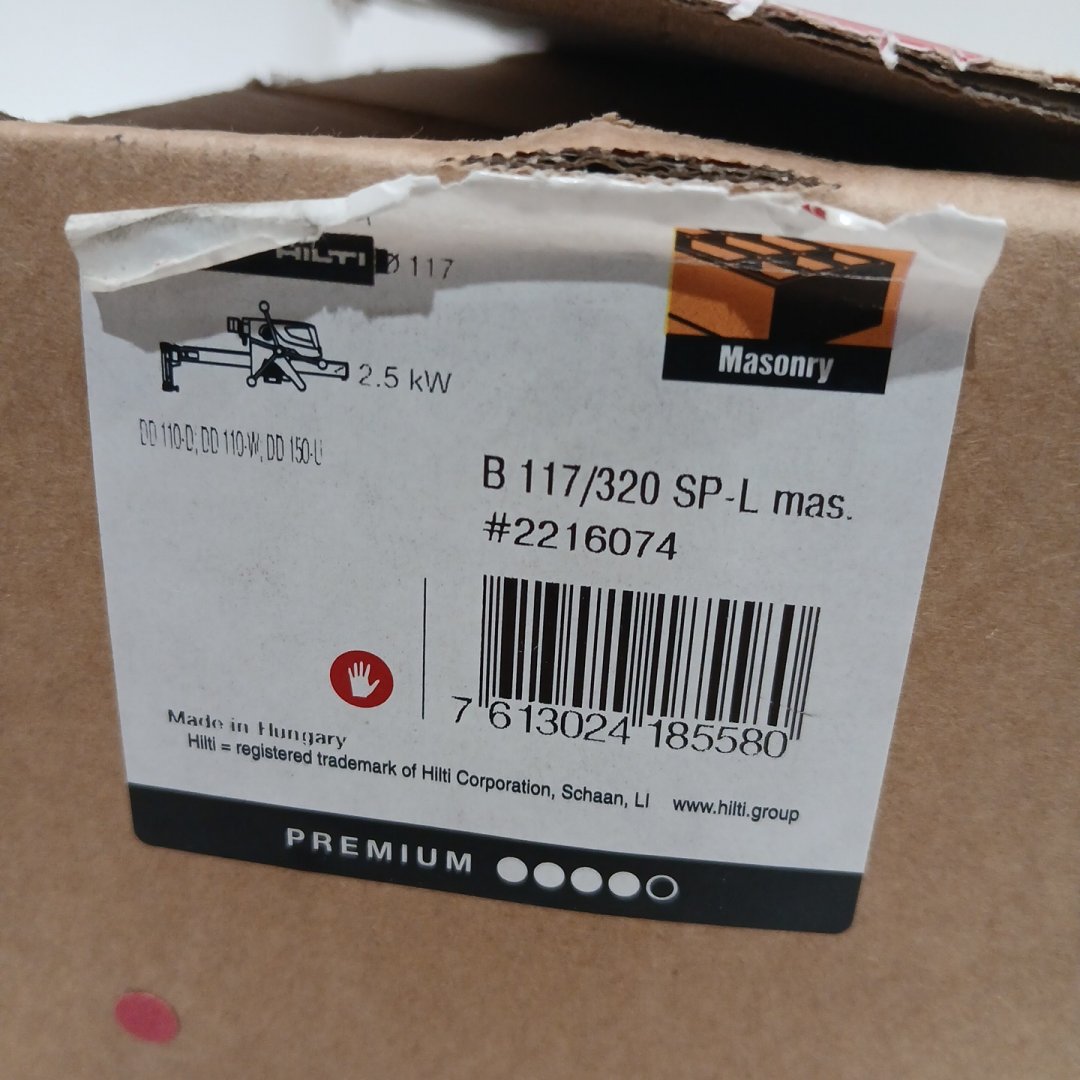 HILTI
Ø 117
2.5 kW
Masonry
DD 110-D; DD 110-W, DD 150-U
B 117/320 SP-L mas.
#2216074
7 613024 185580
Made in Hungary
Hilti = registered trademark of Hilti Corporation, Schaan, LI www.hilti.group
PREMIUM